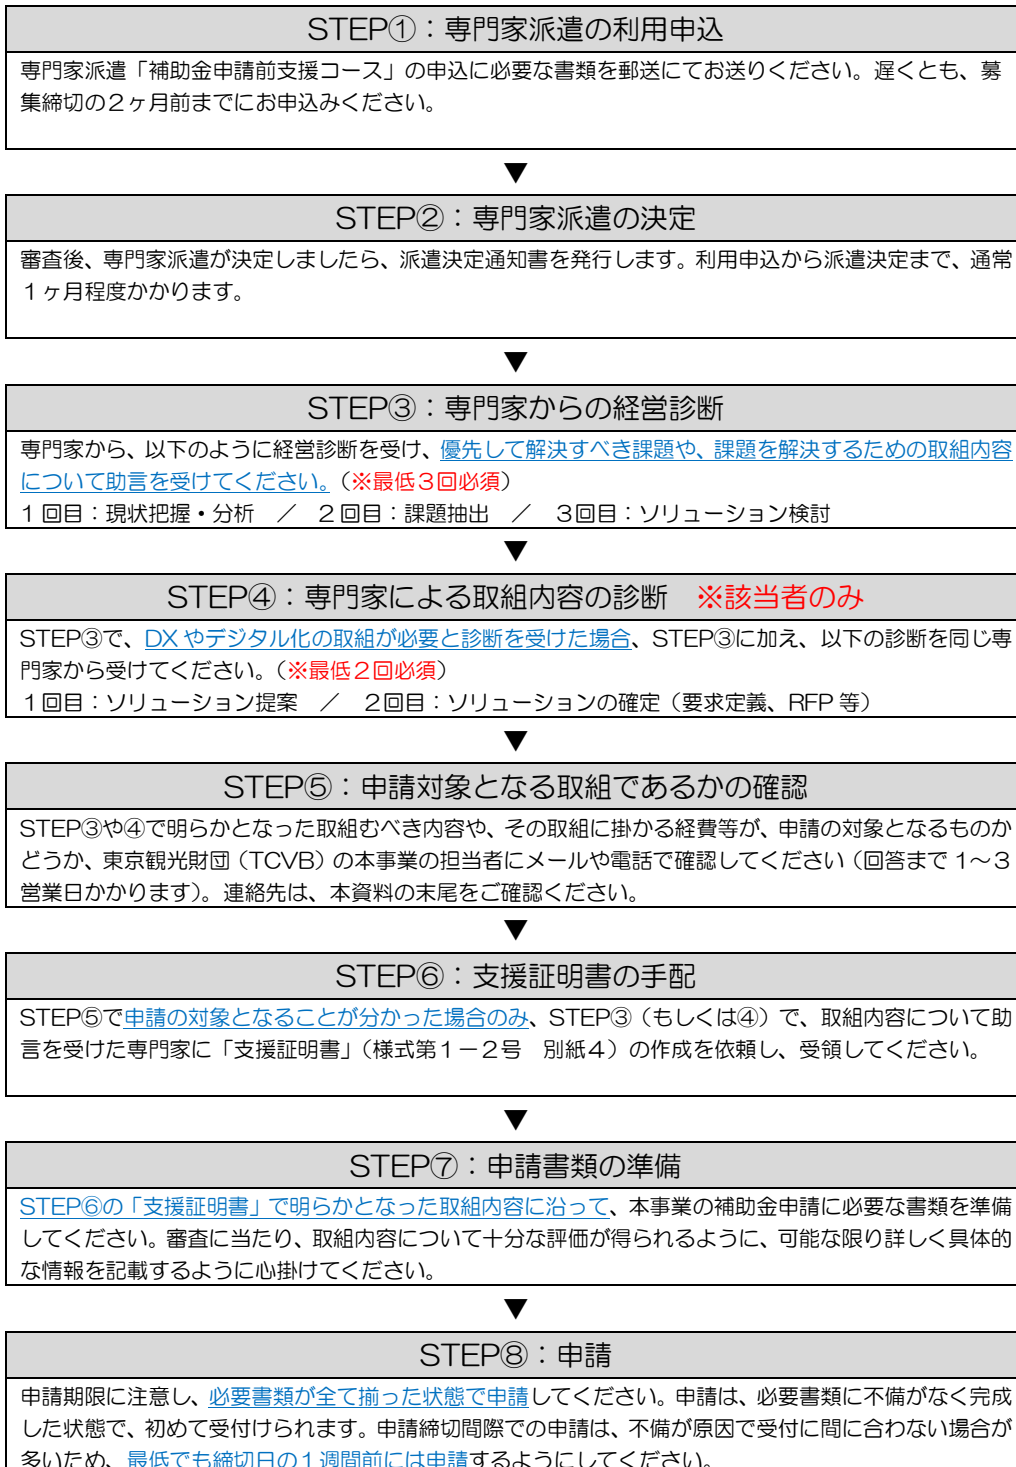 STEP①：専門家派遣の利用申込
専門家派遣「補助金申請前支援コース」の申込に必要な書類を郵送にてお送りください。遅くとも、募
集締切の２ヶ月前までにお申込みください。
▼
STEP②：専門家派遣の決定
審査後、専門家派遣が決定しましたら、派遣決定通知書を発行します。利用申込から派遣決定まで、通常
１ヶ月程度かかります。
▼
STEP③：専門家からの経営診断
専門家から、以下のように経営診断を受け、優先して解決すべき課題や、課題を解決するための取組内容
について助言を受けてください。（※最低３回必須）
１回目：現状把握・分析　／　２回目：課題抽出　／　３回目：ソリューション検討
▼
STEP④：専門家による取組内容の診断　※該当者のみ
STEP③で、DX やデジタル化の取組が必要と診断を受けた場合、STEP③に加え、以下の診断を同じ専
門家から受けてください。（※最低２回必須）
１回目：ソリューション提案　／　２回目：ソリューションの確定（要求定義、RFP 等）
▼
STEP⑤：申請対象となる取組であるかの確認
STEP③や④で明らかとなった取組むべき内容や、その取組に掛かる経費等が、申請の対象となるものか
どうか、東京観光財団（TCVB）の本事業の担当者にメールや電話で確認してください（回答まで 1～3
営業日かかります）。連絡先は、本資料の末尾をご確認ください。
▼
STEP⑥：支援証明書の手配
STEP⑤で申請の対象となることが分かった場合のみ、STEP③（もしくは④）で、取組内容について助
言を受けた専門家に「支援証明書」（様式第１－２号　別紙４）の作成を依頼し、受領してください。
▼
STEP⑦：申請書類の準備
STEP⑥の「支援証明書」で明らかとなった取組内容に沿って、本事業の補助金申請に必要な書類を準備
してください。審査に当たり、取組内容について十分な評価が得られるように、可能な限り詳しく具体的
な情報を記載するように心掛けてください。
▼
STEP⑧：申請
申請期限に注意し、必要書類が全て揃った状態で申請してください。申請は、必要書類に不備がなく完成
した状態で、初めて受付けられます。申請締切間際での申請は、不備が原因で受付に間に合わない場合が
多いため、最低でも締切日の１週間前には申請するようにしてください。